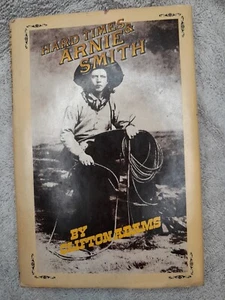 HARD TIMES &
ARNIE
SMITH
BY
CLIFTON ADAMS